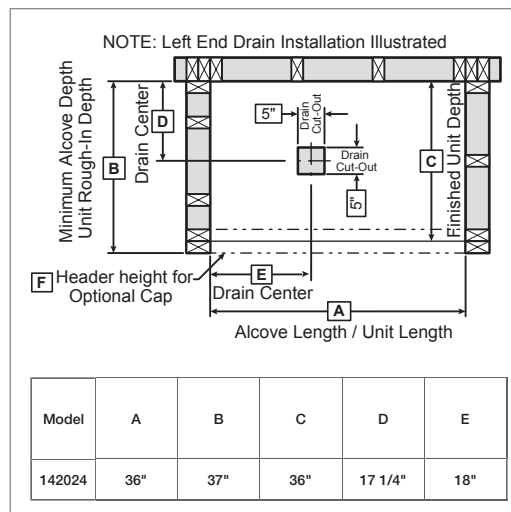 NOTE: Left End Drain Installation Illustrated
Minimum Alcove Depth
Unit Rough-In Depth
B
D
Drain Center
5"
Drain
Cut-Out
Drain
Cut-Out
5"
C
Finished Unit Depth
F Header height for
Optional Cap
E
Drain Center
A
Alcove Length / Unit Length
Model A B C D E
142024 36" 37" 36" 17 1/4" 18"